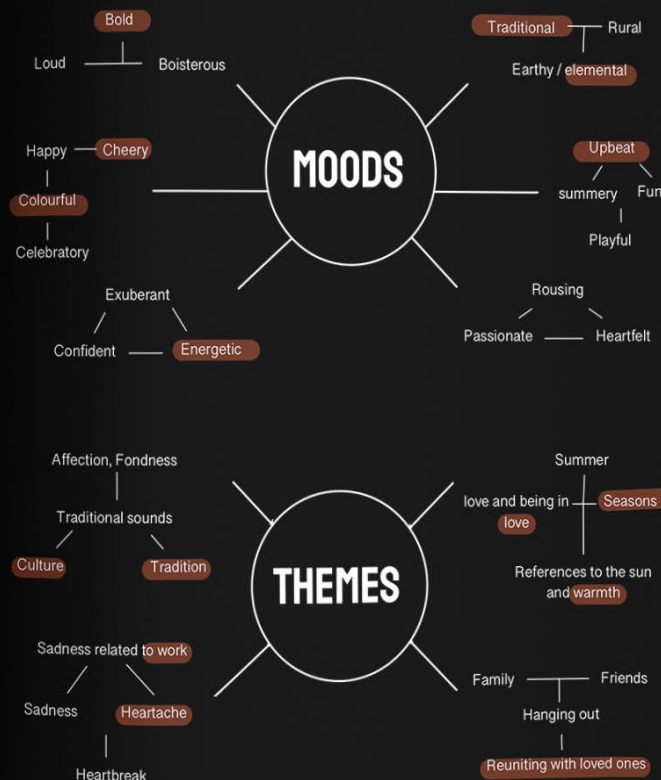 Bold
Loud
Boisterous
Traditional
Rural
Earthy / elemental
MOODS
Happy
Cheery
Colourful
Celebratory
Upbeat
summery
Fun
Playful
Exuberant
Confident
Energetic
Rousing
Passionate
Heartfelt
Affection, Fondness
Traditional sounds
Culture
Tradition
Summer
love and being in
love
Seasons
References to the sun
and warmth
THEMES
Sadness related to work
Sadness
Heartache
Heartbreak
Family
Friends
Hanging out
Reuniting with loved ones